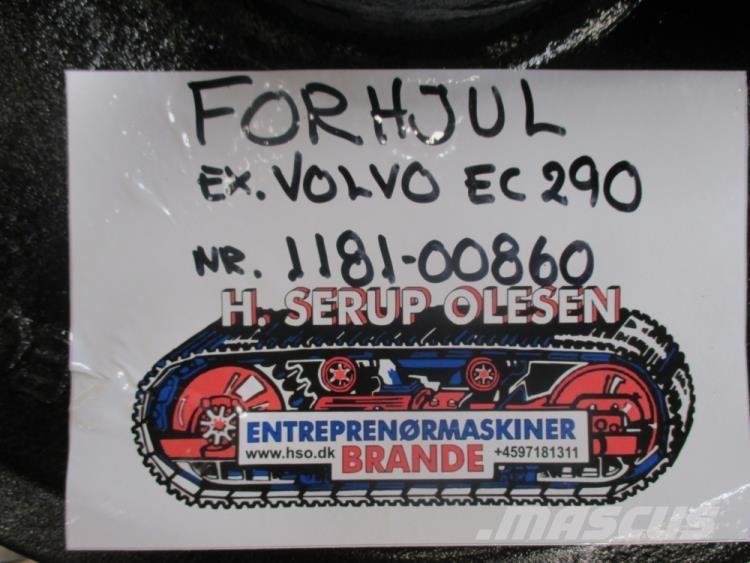 FORHJUL
EX. VOLVO EC 290
NR. 1181-00860
H. SERUP OLESEN
ENTREPRENØRMASKINER
www.hso.dk BRANDE +4597181311
mascus